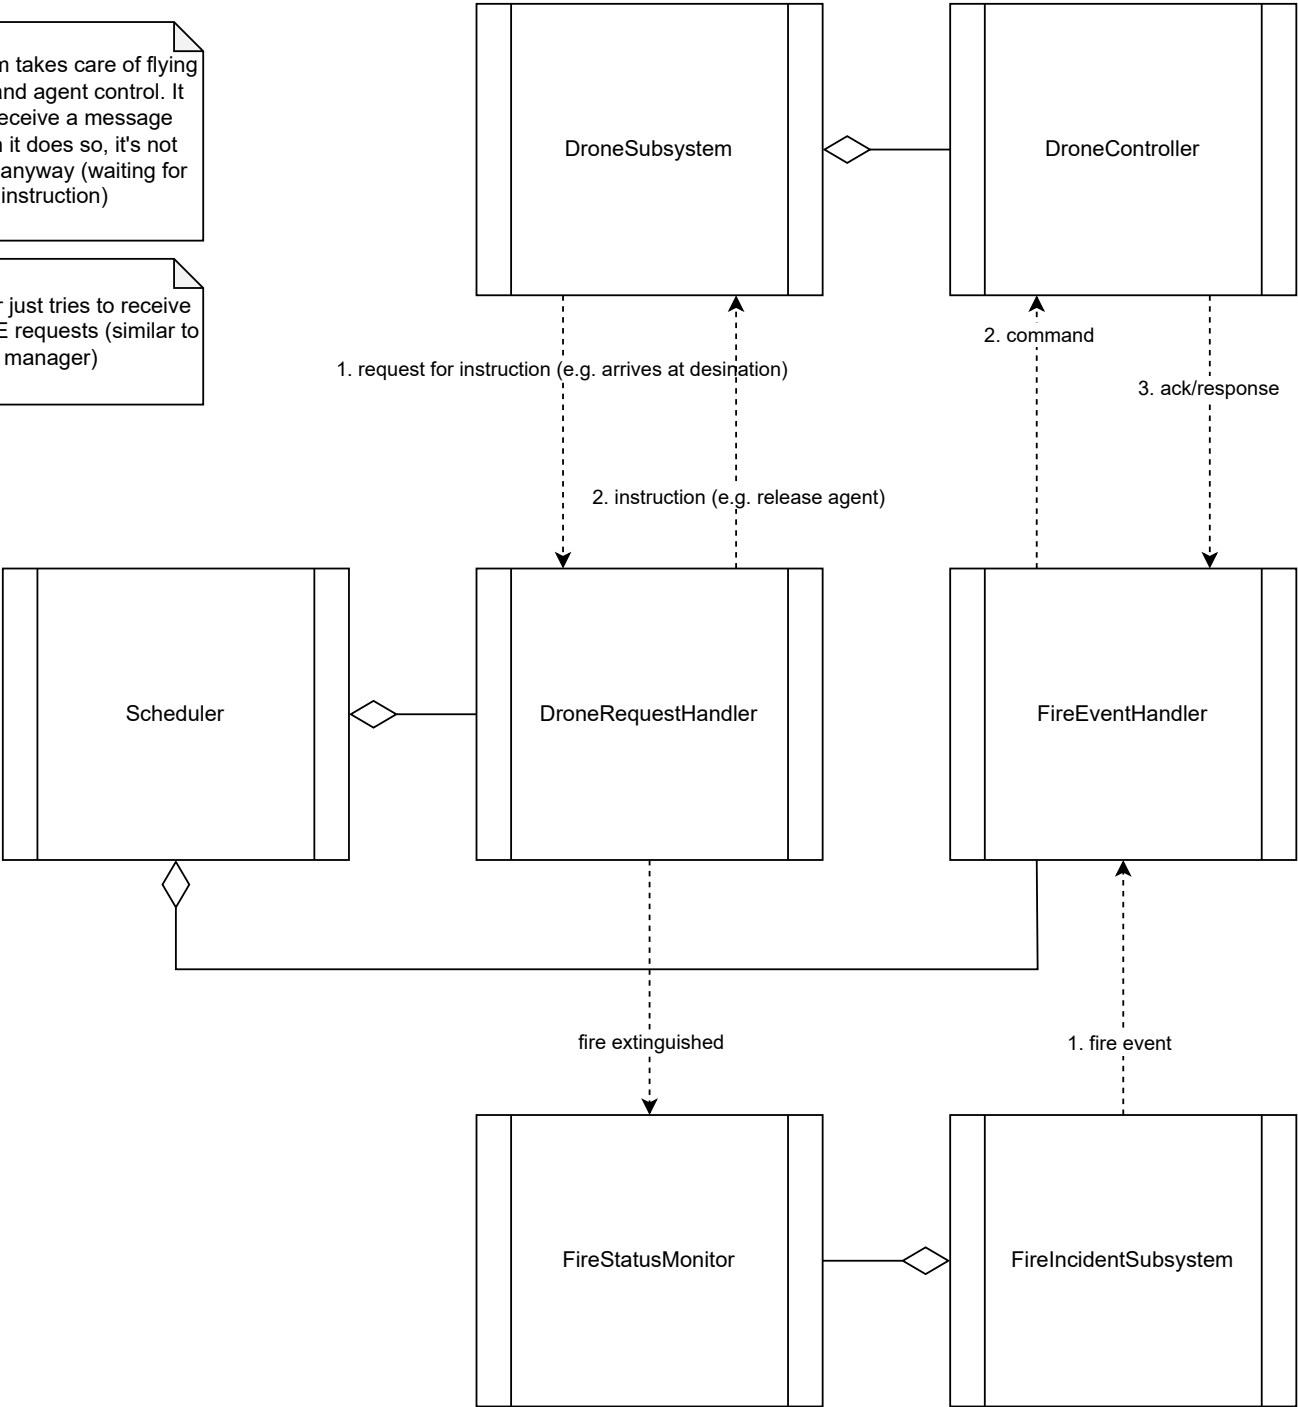 takes care of flying
and agent control. It
receive a message
it does so, it's not
anyway (waiting for
instruction)
just tries to receive
requests (similar to
manager)
DroneSubsystem
DroneController
2. command
1. request for instruction (e.g. arrives at desination)
3. ack/response
2. instruction (e.g. release agent)
Scheduler
DroneRequestHandler
FireEventHandler
fire extinguished
1. fire event
FireStatusMonitor
FireIncidentSubsystem